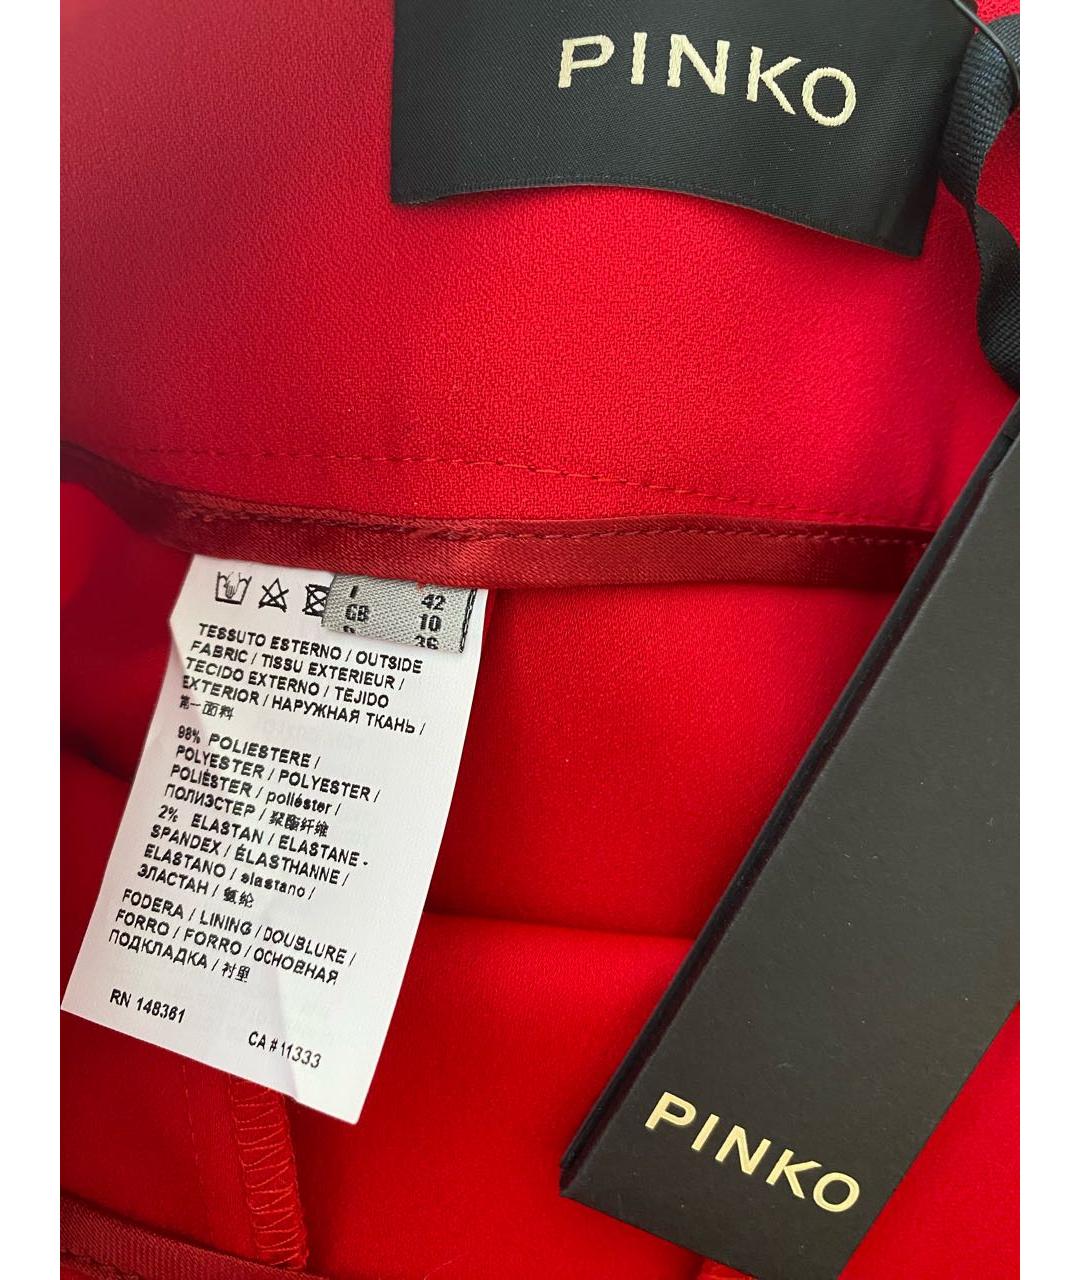 PINKO
I 42
GB 10
D 36
TESSUTO ESTERNO / OUTSIDE
FABRIC / TISSU EXTERIEUR /
TECIDO EXTERNO / TEJIDO
EXTERIOR / НАРУЖНАЯ ТКАНЬ /
第一面料
98% POLIESTERE /
POLYESTER / POLYESTER /
POLIÉSTER / poliéster /
ПОЛИЭСТЕР / 聚酯纤维
2% ELASTAN / ELASTANE -
SPANDEX / ÉLASTHANNE /
ELASTANO / elastano /
ЭЛАСТАН / 氨纶
FODERA / LINING / DOUBLURE /
FORRO / FORRO / ОСНОВНАЯ
ПОДКЛАДКА / 衬里
RN 148361
CA # 11333
PINKO